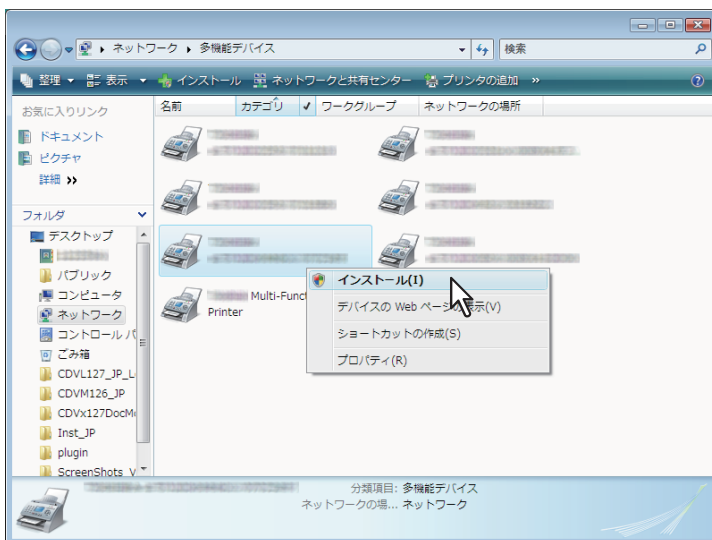 ネットワーク ▸ 多機能デバイス
検索
整理 表示 インストール ネットワークと共有センター プリンタの追加 »
お気に入りリンク
ドキュメント
ピクチャ
詳細 »
フォルダ
デスクトップ
パブリック
コンピュータ
ネットワーク
コントロール パ
ごみ箱
CDVL127_JP_L
CDVM126_JP
CDVx127DocM
Inst_JP
plugin
ScreenShots_V
名前 カテゴリ ワークグループ ネットワークの場所
Multi-Func
Printer
インストール(I)
デバイスの Web ページの表示(V)
ショートカットの作成(S)
プロパティ(R)
分類項目: 多機能デバイス
ネットワークの場... ネットワーク